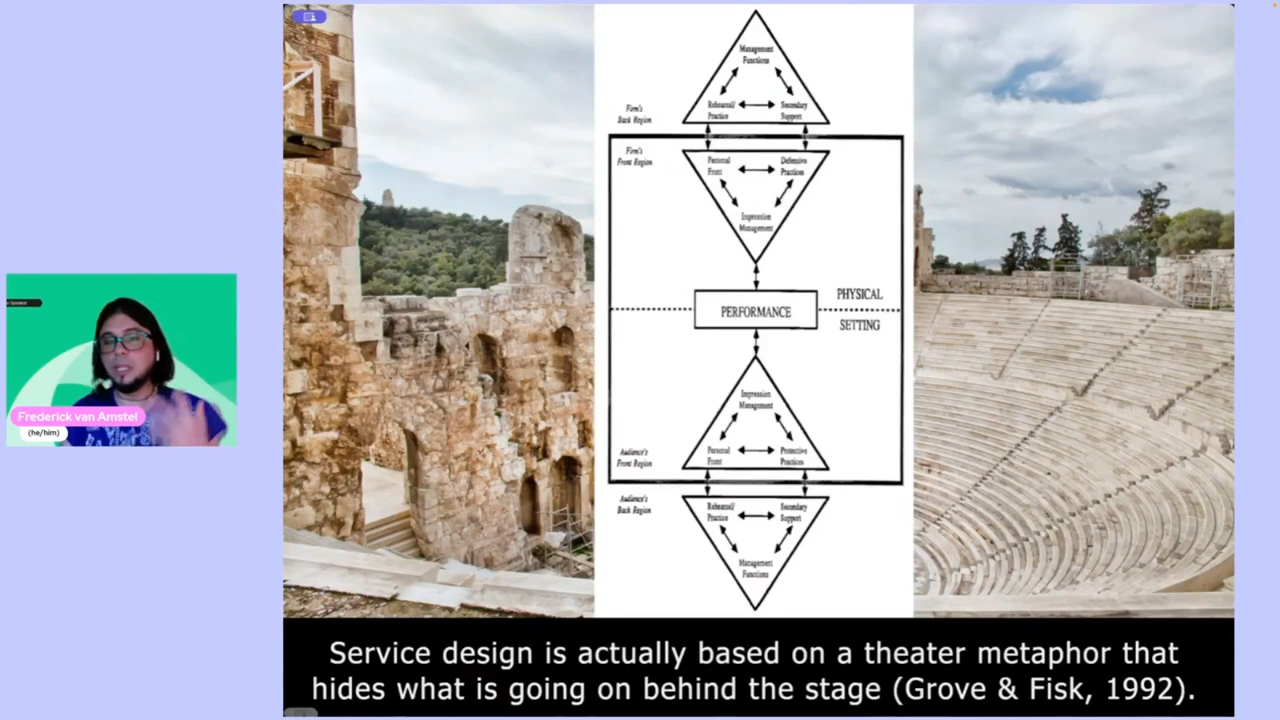 Management
Functions
Rehearsal/
Practice
Secondary
Support
Firm's
Back Region
Firm's
Front Region
Personal
Front
Defensive
Practices
Impression
Management
PHYSICAL
PERFORMANCE
SETTING
Impression
Management
Audience's
Front Region
Personal
Front
Protective
Practices
Audience's
Back Region
Rehearsal/
Practice
Secondary
Support
Management
Functions
Frederick van Amstel
(he/him)
Service design is actually based on a theater metaphor that
hides what is going on behind the stage (Grove & Fisk, 1992).